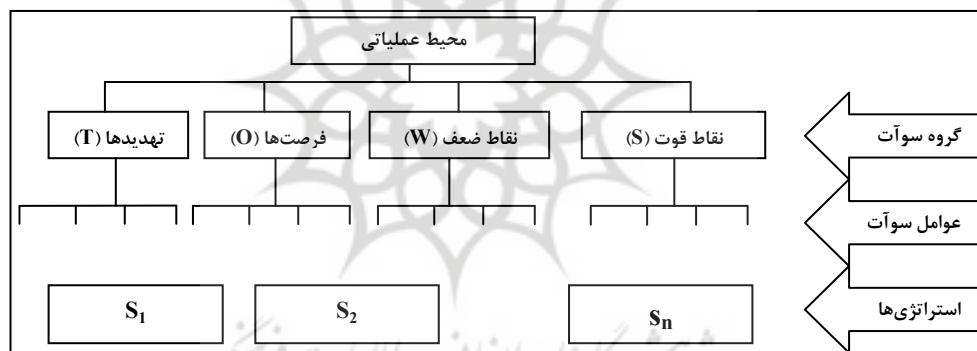 محیط عملیاتی
نقاط قوت (S)
نقاط ضعف (W)
فرصت‌ها (O)
تهدیدها (T)
گروه سوآت
عوامل سوآت
S1
S2
Sn
استراتژی‌ها